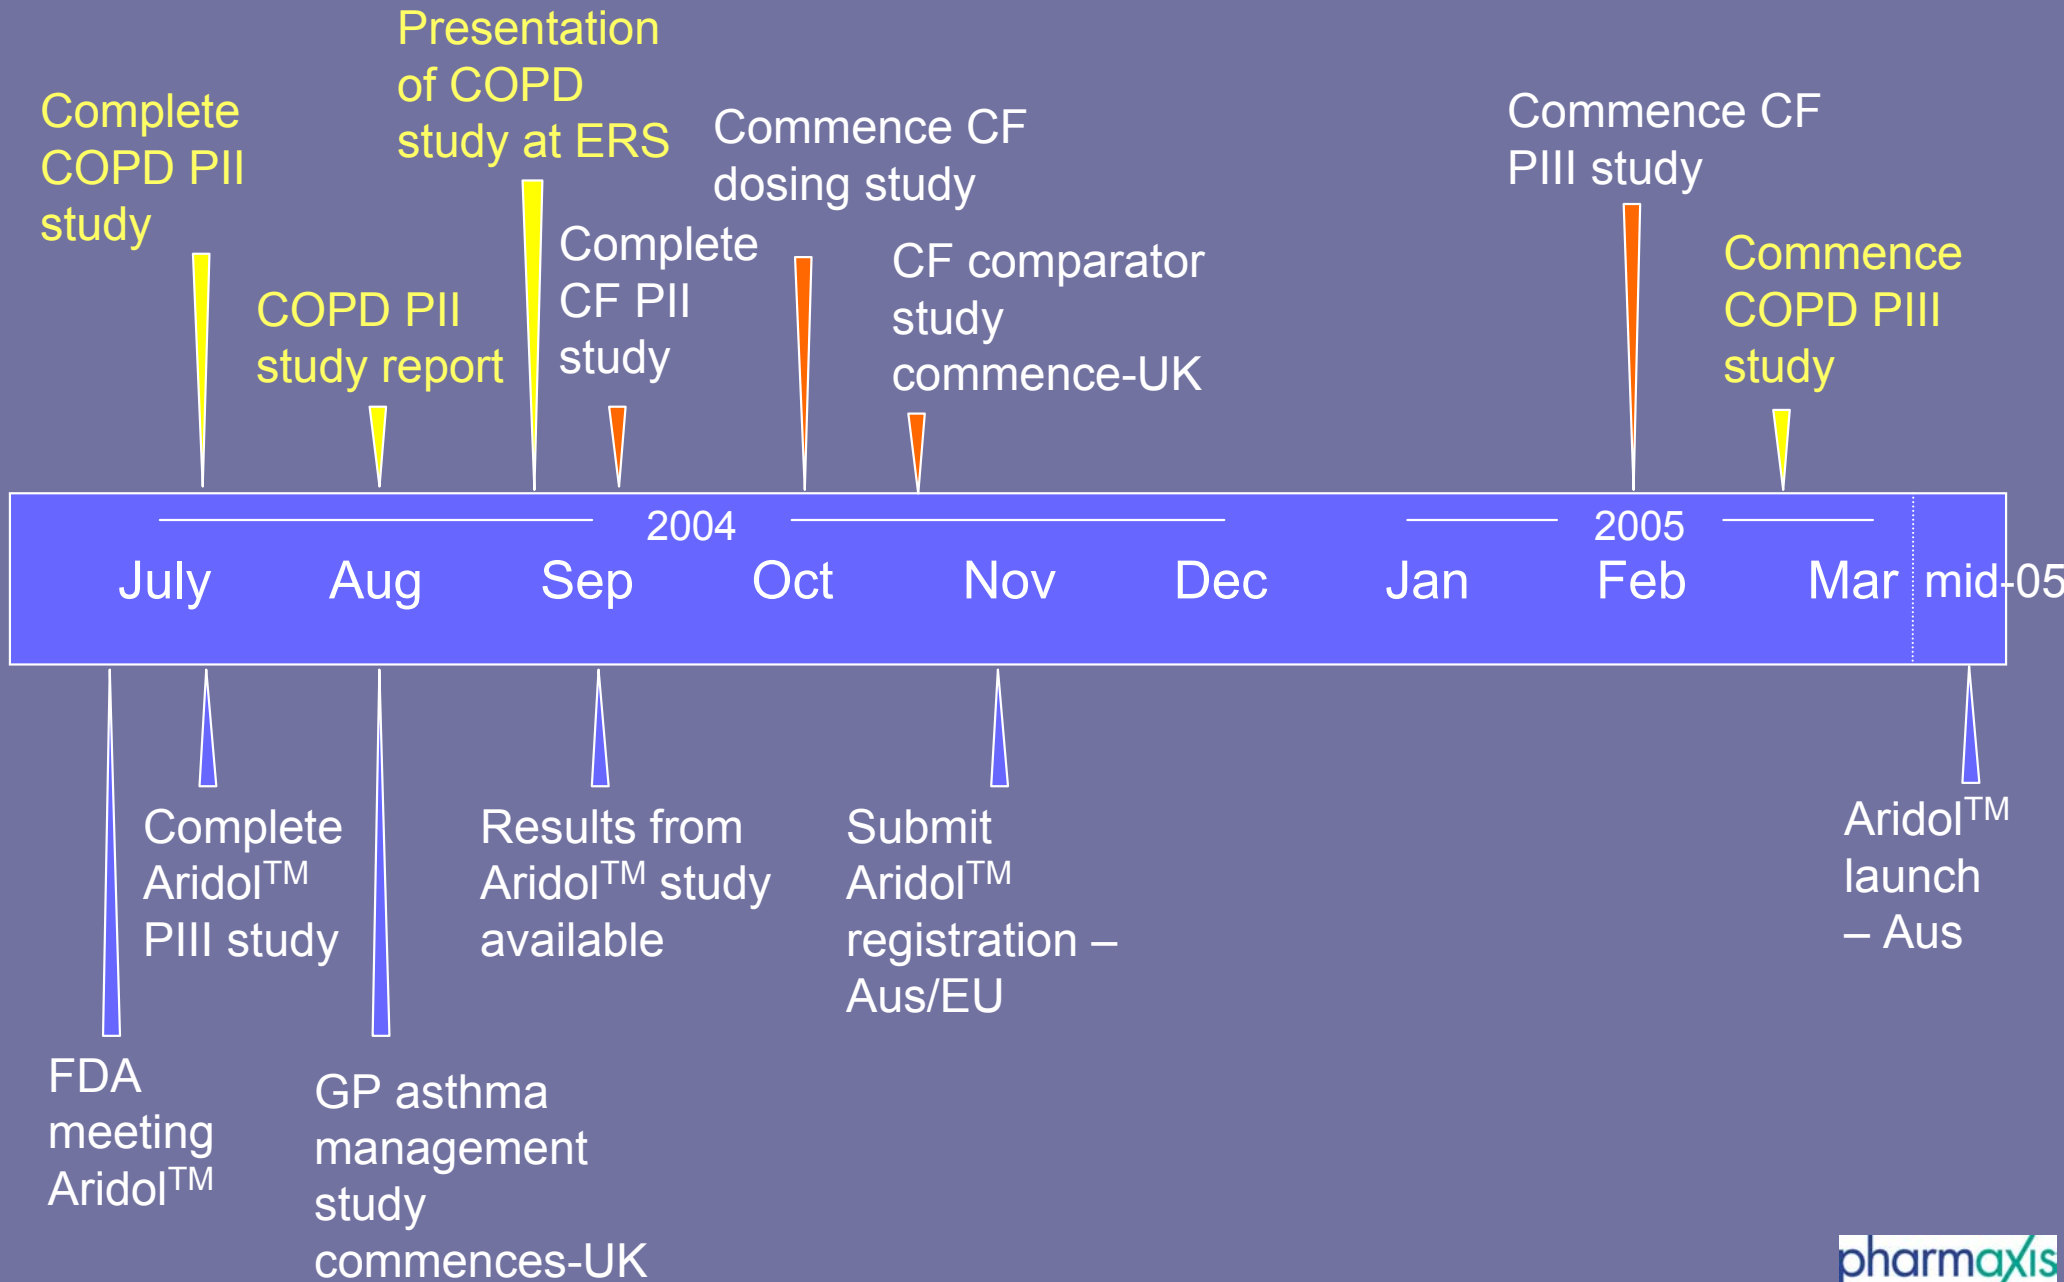 Presentation
of COPD
study at ERS
Complete
COPD PII
study
COPD PII
study report
Complete
CF PII
study
Commence CF
dosing study
CF comparator
study
commence-UK
Commence CF
PIII study
Commence
COPD PIII
study
2004
2005
July Aug Sep Oct Nov Dec Jan Feb Mar mid-05
Complete
Aridol™
PIII study
Results from
Aridol™ study
available
Submit
Aridol™
registration –
Aus/EU
Aridol™
launch
– Aus
FDA
meeting
Aridol™
GP asthma
management
study
commences-UK
pharmaxis